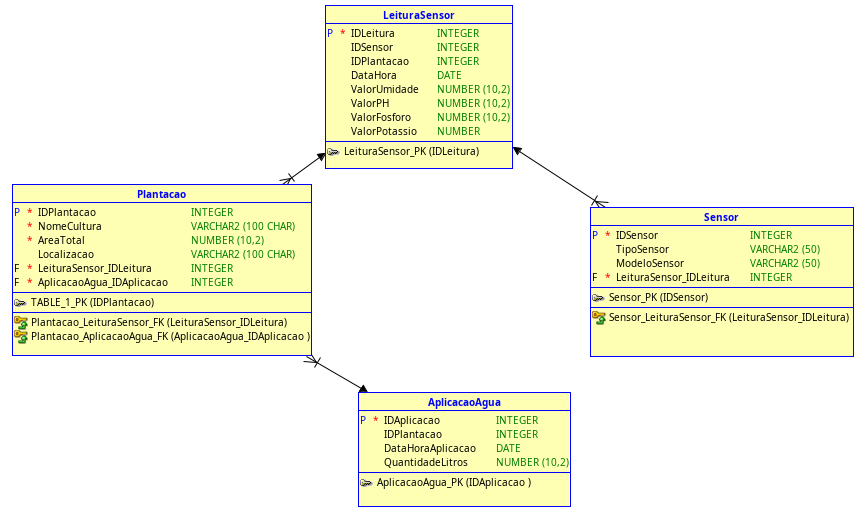 LeituraSensor
P * IDLeitura INTEGER
IDSensor INTEGER
IDPlantacao INTEGER
DataHora DATE
ValorUmidade NUMBER (10,2)
ValorPH NUMBER (10,2)
ValorFosforo NUMBER (10,2)
ValorPotassio NUMBER
LeituraSensor_PK (IDLeitura)
Plantacao
P * IDPlantacao INTEGER
* NomeCultura VARCHAR2 (100 CHAR)
* AreaTotal NUMBER (10,2)
Localizacao VARCHAR2 (100 CHAR)
F * LeituraSensor_IDLeitura INTEGER
F * AplicacaoAgua_IDAplicacao INTEGER
TABLE_1_PK (IDPlantacao)
Plantacao_LeituraSensor_FK (LeituraSensor_IDLeitura)
Plantacao_AplicacaoAgua_FK (AplicacaoAgua_IDAplicacao )
Sensor
P * IDSensor INTEGER
TipoSensor VARCHAR2 (50)
ModeloSensor VARCHAR2 (50)
F * LeituraSensor_IDLeitura INTEGER
Sensor_PK (IDSensor)
Sensor_LeituraSensor_FK (LeituraSensor_IDLeitura)
AplicacaoAgua
P * IDAplicacao INTEGER
IDPlantacao INTEGER
DataHoraAplicacao DATE
QuantidadeLitros NUMBER (10,2)
AplicacaoAgua_PK (IDAplicacao )